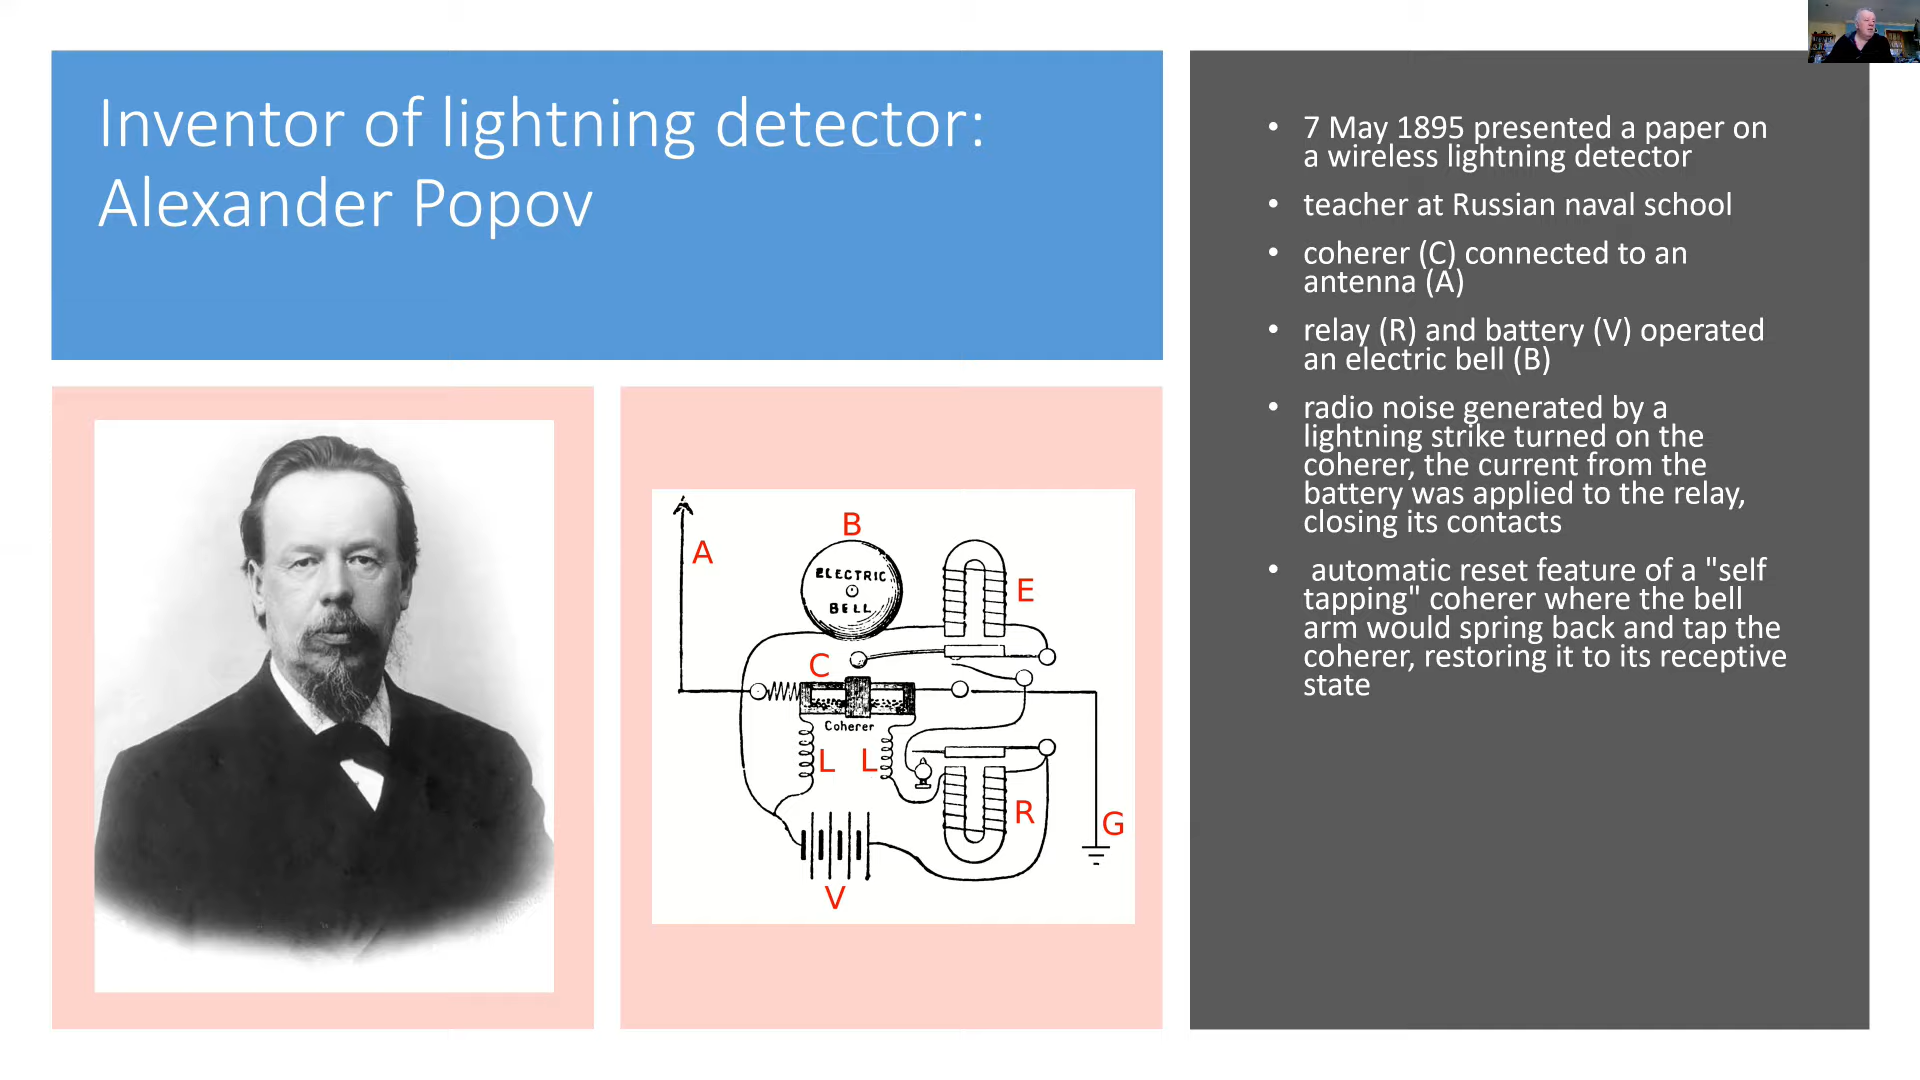 Inventor of lightning detector:
Alexander Popov
• 7 May 1895 presented a paper on
a wireless lightning detector
• teacher at Russian naval school
• coherer (C) connected to an
antenna (A)
• relay (R) and battery (V) operated
an electric bell (B)
• radio noise generated by a
lightning strike turned on the
coherer, the current from the
battery was applied to the relay,
closing its contacts
• automatic reset feature of a "self
tapping" coherer where the bell
arm would spring back and tap the
coherer, restoring it to its receptive
state
B
A
ELECTRIC
BELL
E
C
Coherer
L L
R
G
V